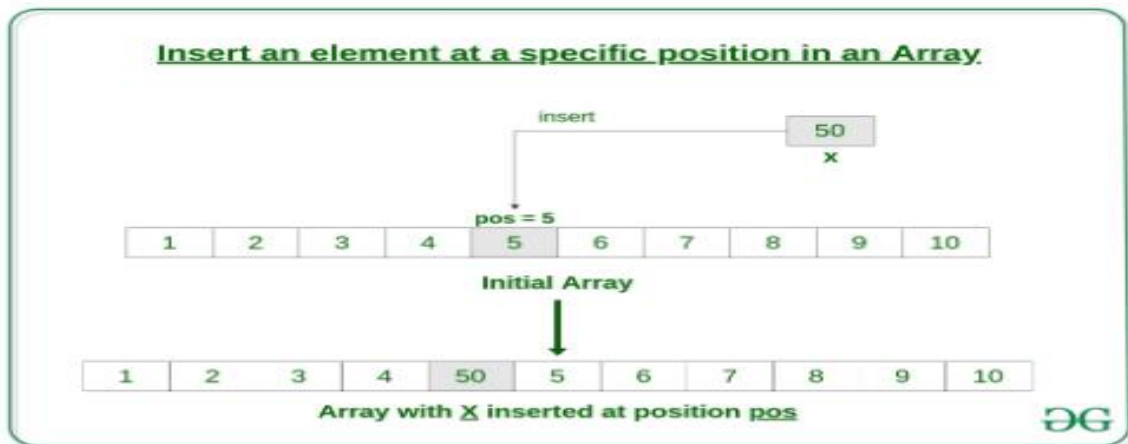 Insert an element at a specific position in an Array
insert
50
x
pos = 5
1 2 3 4 5 6 7 8 9 10
Initial Array
1 2 3 4 50 5 6 7 8 9 10
Array with X inserted at position pos